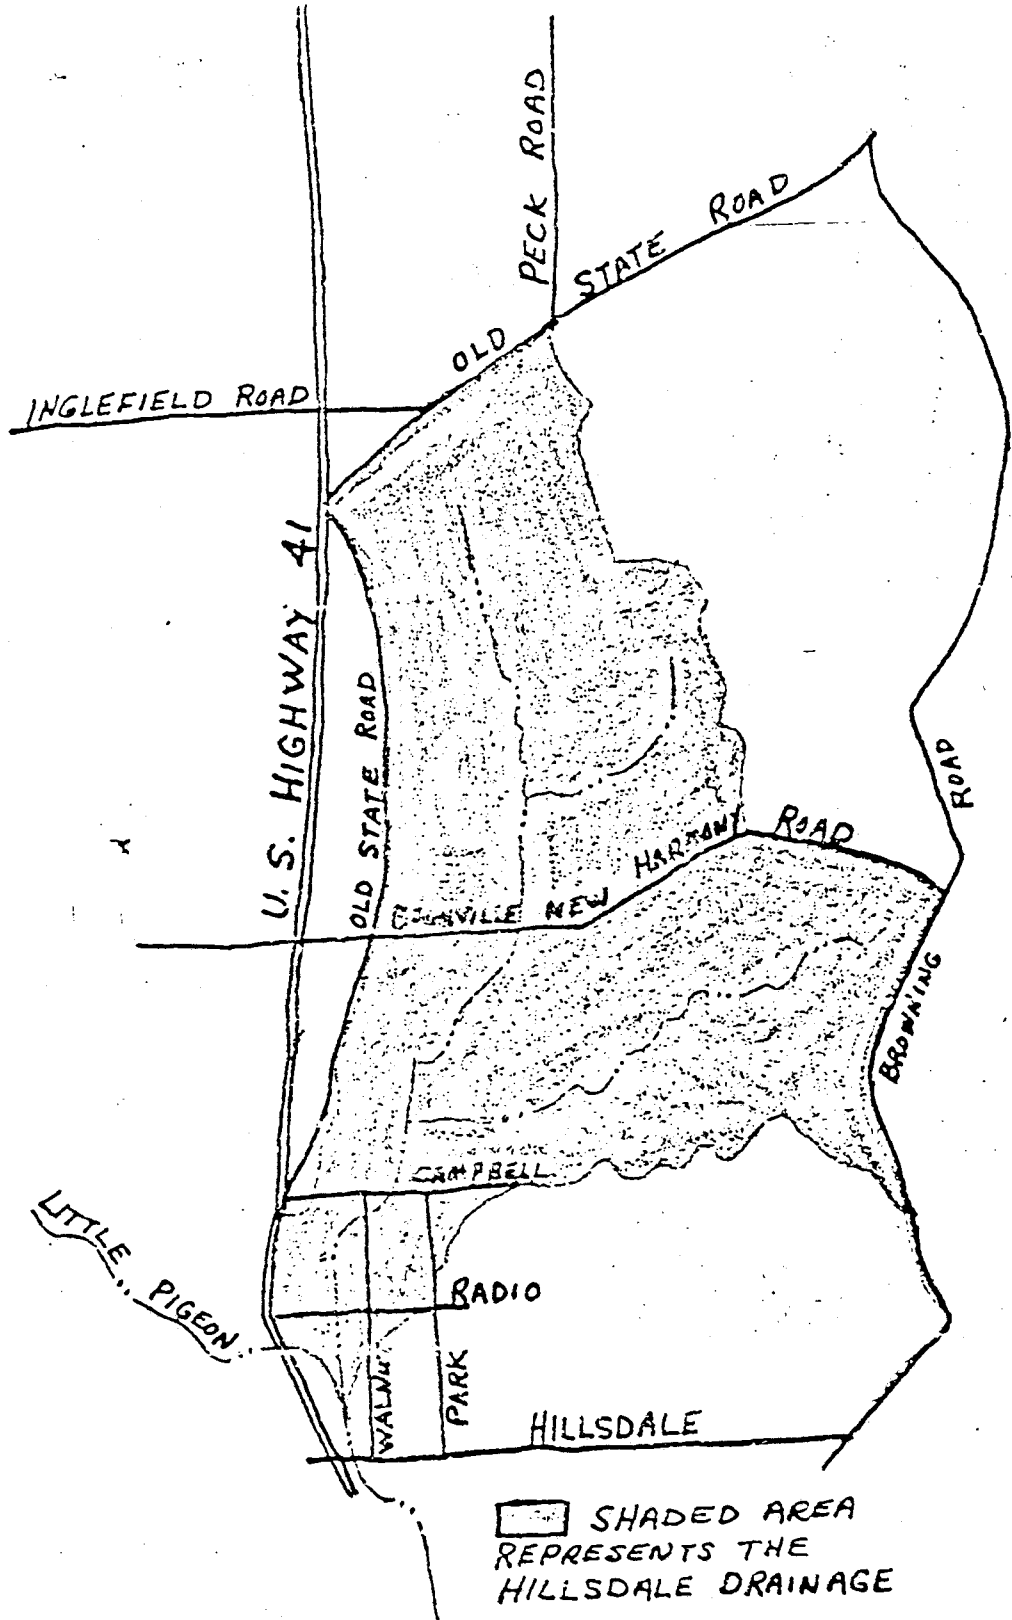 PECK ROAD
OLD STATE ROAD
INGLEFIELD ROAD
U.S. HIGHWAY 41
OLD STATE ROAD
ROAD
NEW HARMONY ROAD
BROWNING
CAMPBELL
LITTLE PIGEON
RADIO
WALNU
PARK
HILLSDALE
SHADED AREA
REPRESENTS THE
HILLSDALE DRAINAGE